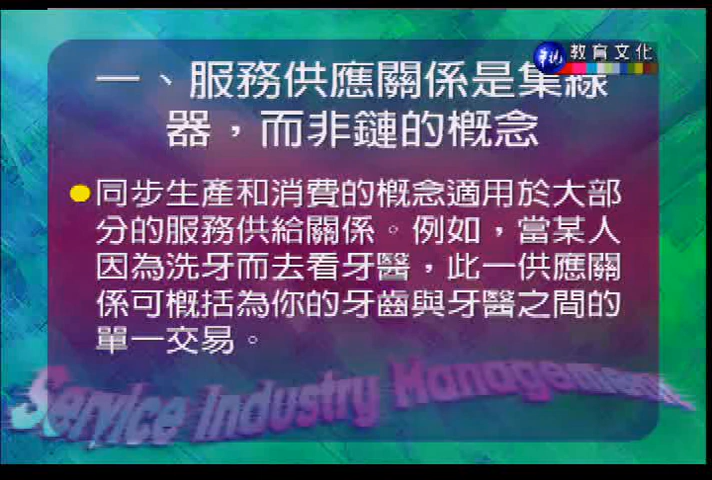 華視 教育文化
一、服務供應關係是集線
器，而非鏈的概念
同步生產和消費的概念適用於大部
分的服務供給關係。例如，當某人
因為洗牙而去看牙醫，此一供應關
係可概括為你的牙齒與牙醫之間的
單一交易。
Service Industry Management